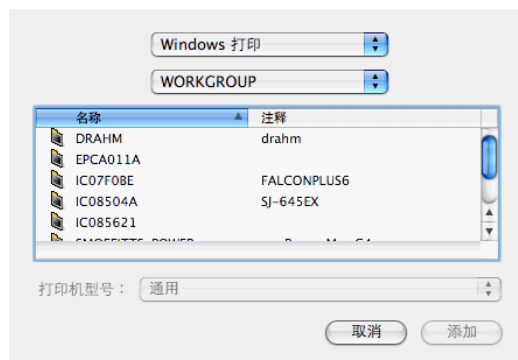 Windows 打印
WORKGROUP
名称 注释
DRAHM drahm
EPCA011A
IC07F0BE FALCONPLUS6
IC08504A SJ-645EX
IC085621
打印机型号： 通用
取消 添加